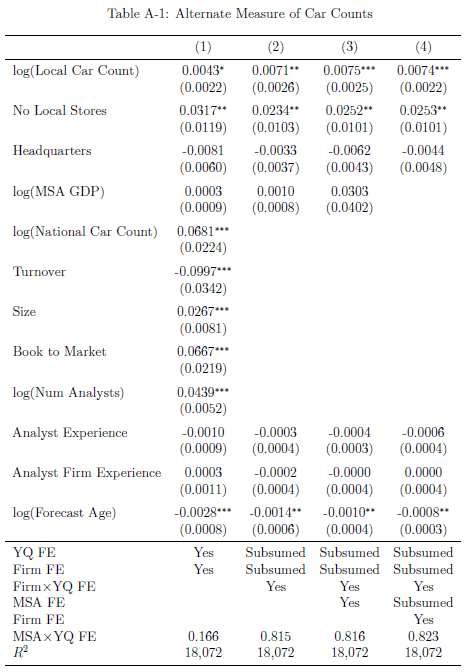 Table A-1: Alternate Measure of Car Counts
(1) (2) (3) (4)
log(Local Car Count) 0.0043* 0.0071** 0.0075*** 0.0074***
(0.0022) (0.0026) (0.0025) (0.0022)
No Local Stores 0.0317** 0.0234** 0.0252** 0.0253**
(0.0119) (0.0103) (0.0101) (0.0101)
Headquarters -0.0081 -0.0033 -0.0062 -0.0044
(0.0060) (0.0037) (0.0043) (0.0048)
log(MSA GDP) 0.0003 0.0010 0.0303
(0.0009) (0.0008) (0.0402)
log(National Car Count) 0.0681***
(0.0224)
Turnover -0.0997***
(0.0342)
Size 0.0267***
(0.0081)
Book to Market 0.0667***
(0.0219)
log(Num Analysts) 0.0439***
(0.0052)
Analyst Experience -0.0010 -0.0003 -0.0004 -0.0006
(0.0009) (0.0004) (0.0003) (0.0004)
Analyst Firm Experience 0.0003 -0.0002 -0.0000 0.0000
(0.0011) (0.0004) (0.0004) (0.0004)
log(Forecast Age) -0.0028*** -0.0014** -0.0010** -0.0008**
(0.0008) (0.0006) (0.0004) (0.0003)
YQ FE Yes Subsumed Subsumed Subsumed
Firm FE Yes Subsumed Subsumed Subsumed
Firm×YQ FE Yes Yes Yes
MSA FE Yes Subsumed
Firm FE Yes
MSA×YQ FE 0.166 0.815 0.816 0.823
R² 18,072 18,072 18,072 18,072